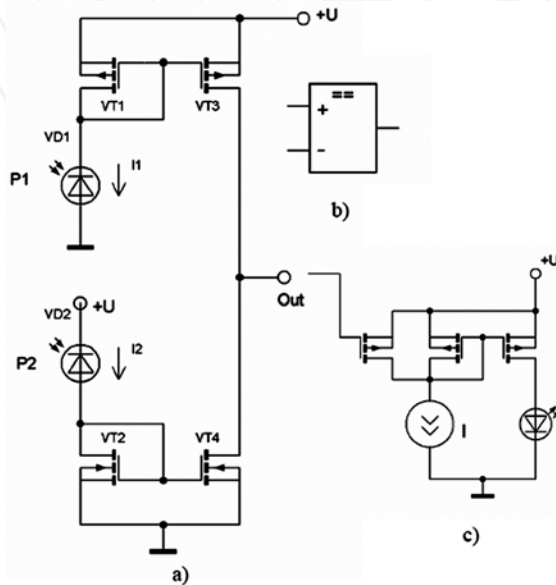 +U
VT1
VT3
VD1
P1
I1
==
+
-
b)
+U
VD2
Out
+U
P2
I2
VT2
VT4
I
c)
a)